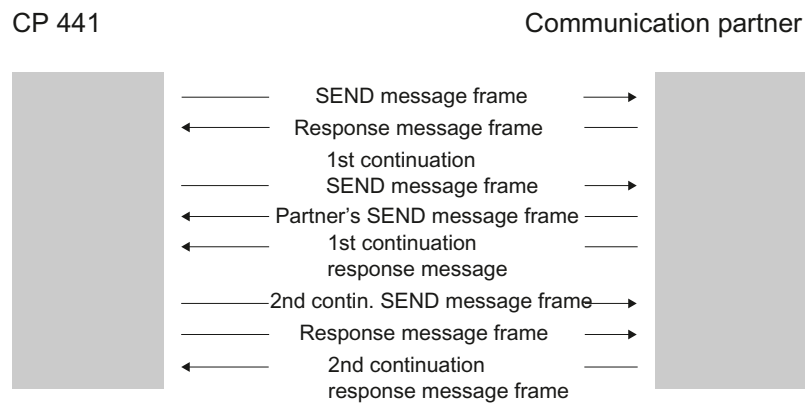 CP 441
Communication partner
SEND message frame
Response message frame
1st continuation
SEND message frame
Partner's SEND message frame
1st continuation
response message
2nd contin. SEND message frame
Response message frame
2nd continuation
response message frame